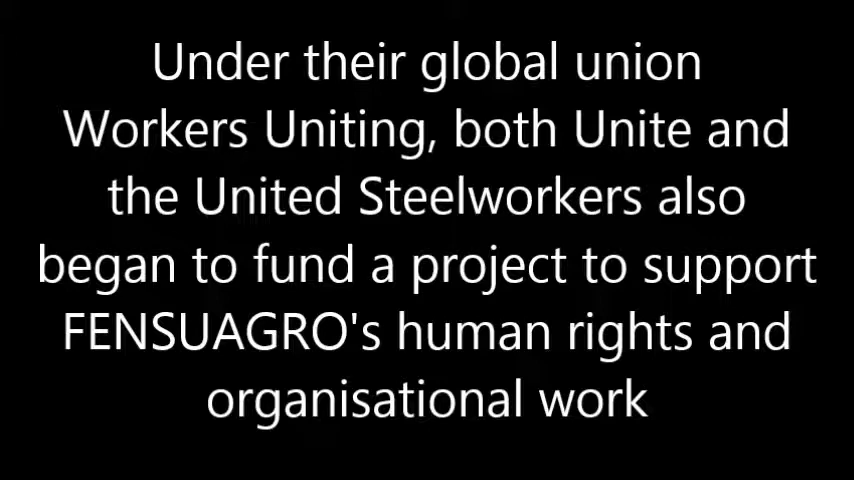 Under their global union
Workers Uniting, both Unite and
the United Steelworkers also
began to fund a project to support
FENSUAGRO's human rights and
organisational work